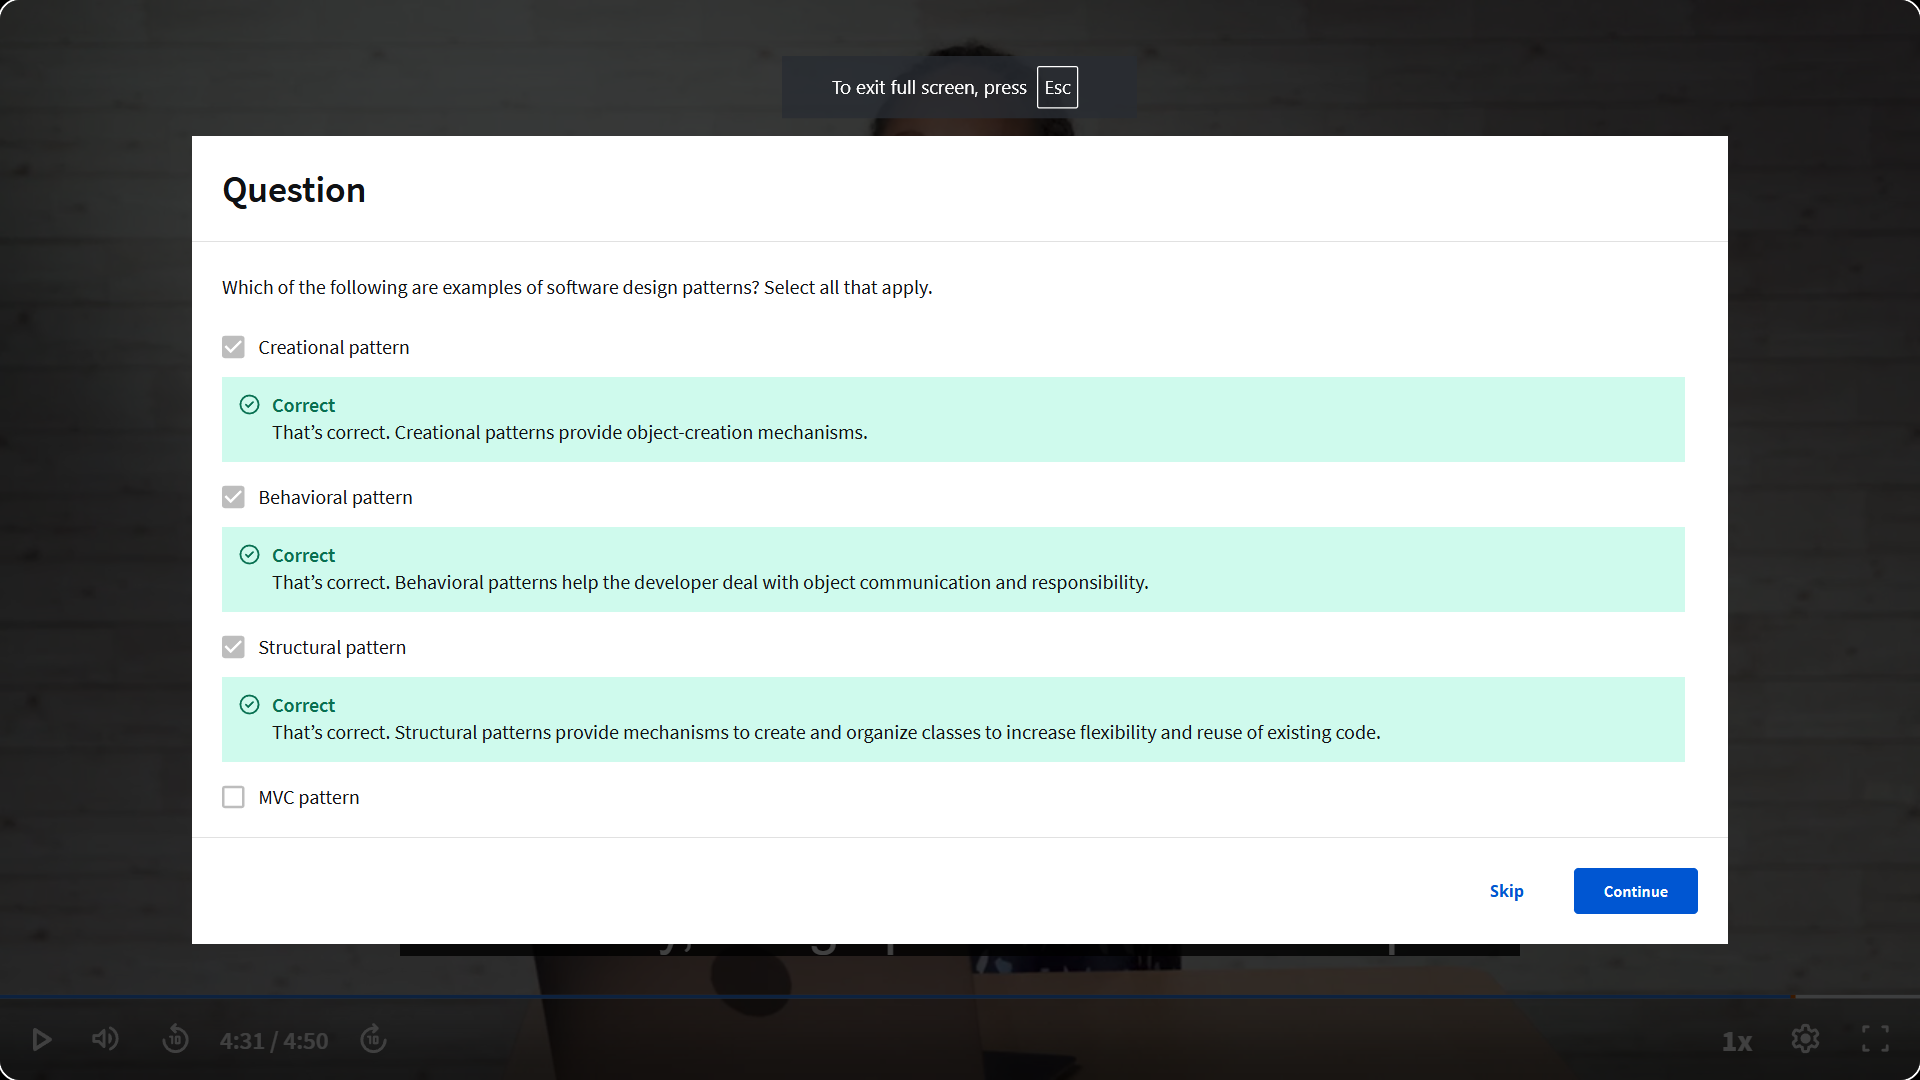 To exit full screen, press Esc
Question
Which of the following are examples of software design patterns? Select all that apply.
Creational pattern
Correct
That’s correct. Creational patterns provide object-creation mechanisms.
Behavioral pattern
Correct
That’s correct. Behavioral patterns help the developer deal with object communication and responsibility.
Structural pattern
Correct
That’s correct. Structural patterns provide mechanisms to create and organize classes to increase flexibility and reuse of existing code.
MVC pattern
Skip
Continue
10
4:31 / 4:50
10
1x